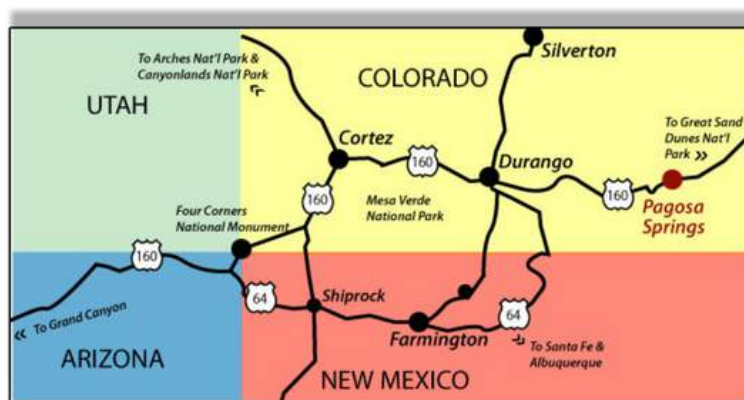 Silverton
To Arches Nat'l Park &
Canyonlands Nat'l Park
COLORADO
UTAH
To Great Sand
Dunes Nat'l
Park
Cortez
160
Durango
160
160
Mesa Verde
National Park
Pagosa
Springs
Four Corners
National Monument
160
64
Shiprock
To Grand Canyon
Farmington
64
To Santa Fe &
Albuquerque
ARIZONA
NEW MEXICO